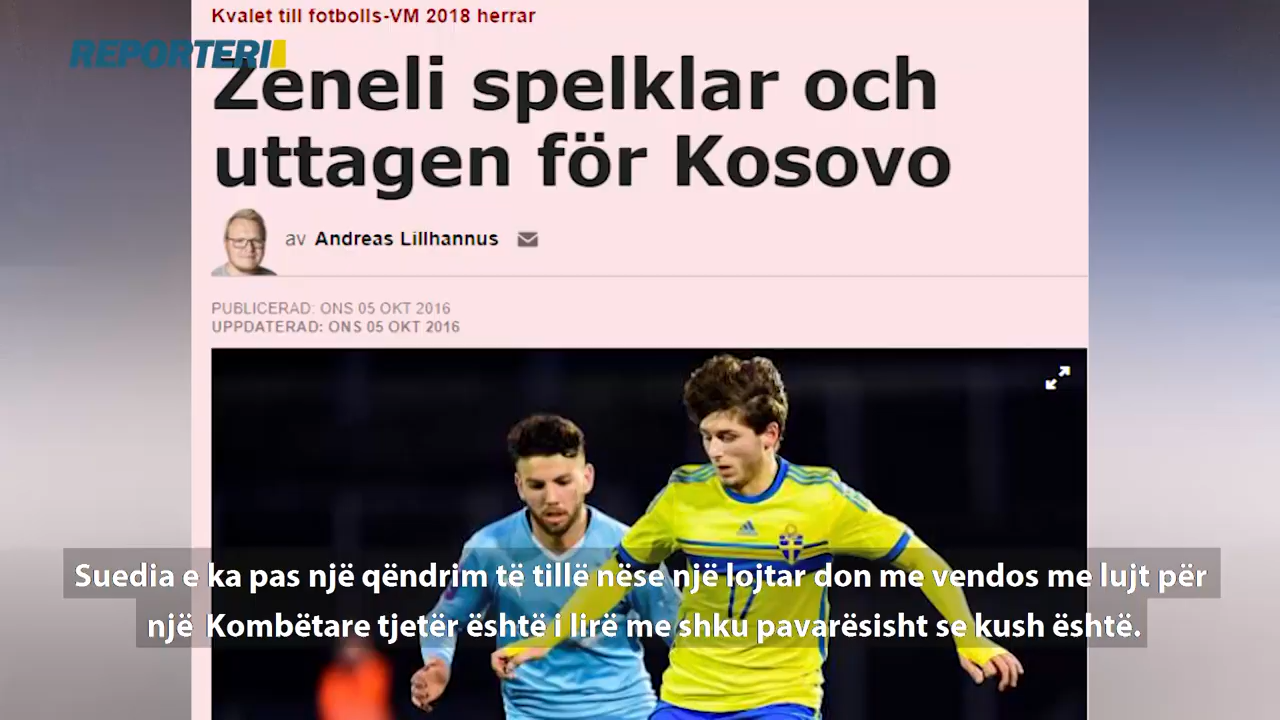 Kvalet till fotbolls-VM 2018 herrar
REPORTERI
Zeneli spelklar och
uttagen för Kosovo
av Andreas Lillhannus
PUBLICERAD: ONS 05 OKT 2016
UPPDATERAD: ONS 05 OKT 2016
17
Suedia e ka pas një qëndrim të tillë nëse një lojtar don me vendos me lujt për
një Kombëtare tjetër është i lirë me shku pavarësisht se kush është.